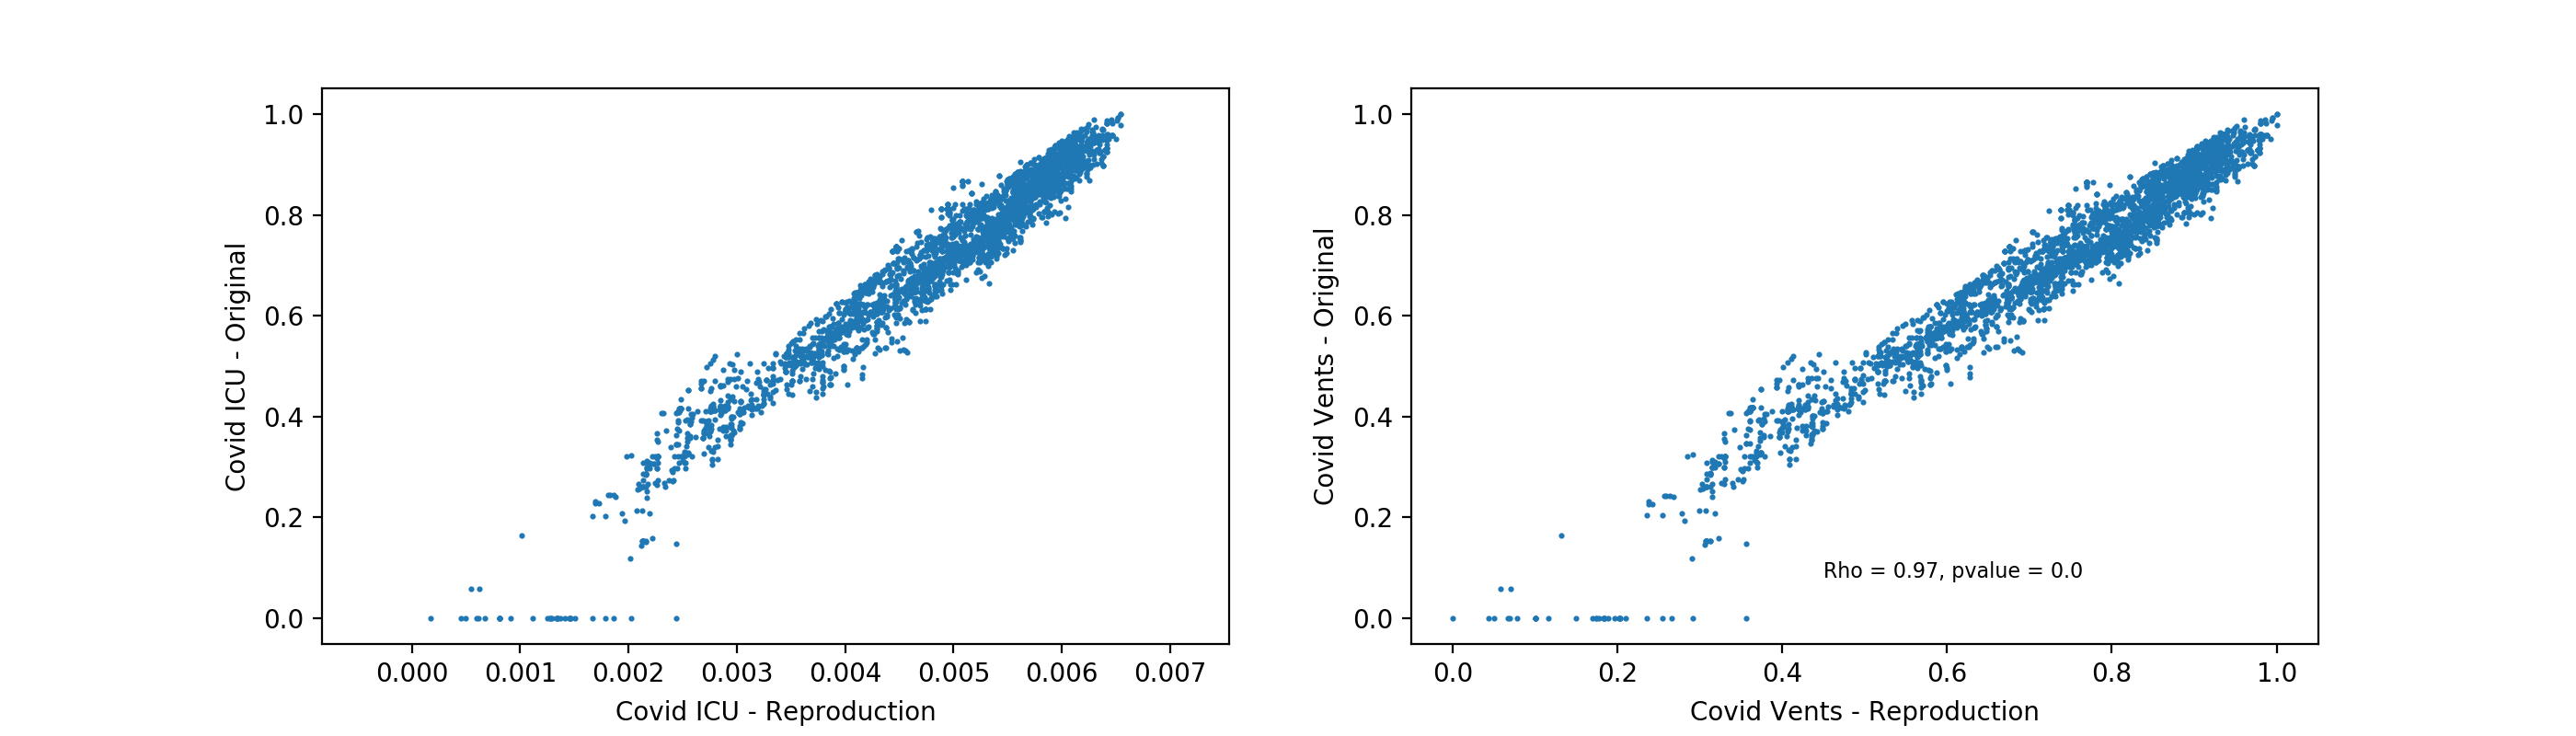 1.0
0.8
0.6
0.4
0.2
0.0
Covid ICU - Original
0.000 0.001 0.002 0.003 0.004 0.005 0.006 0.007
Covid ICU - Reproduction
1.0
0.8
0.6
0.4
0.2
0.0
Covid Vents - Original
Rho = 0.97, pvalue = 0.0
0.0 0.2 0.4 0.6 0.8 1.0
Covid Vents - Reproduction